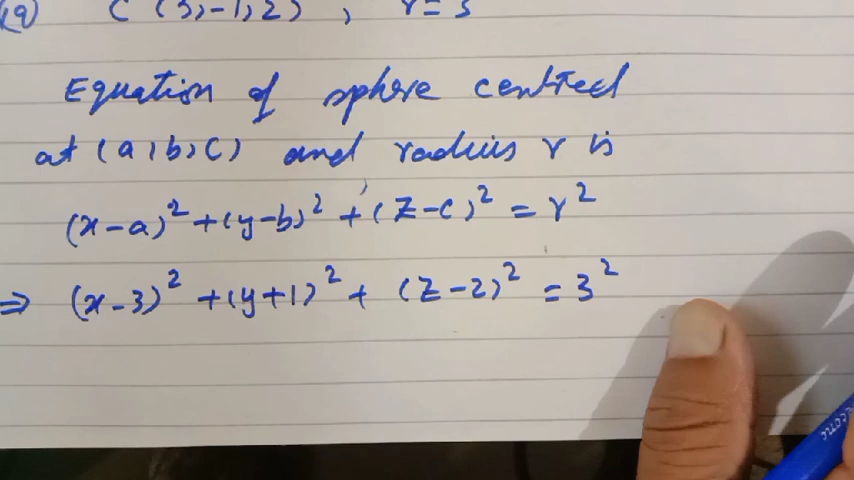 C (3,-1,2) , r=3
Equation of sphere centred
at (a,b,c) and radius r is
(x-a)² + (y-b)² + (z-c)² = r²
⇒ (x-3)² + (y+1)² + (z-2)² = 3²